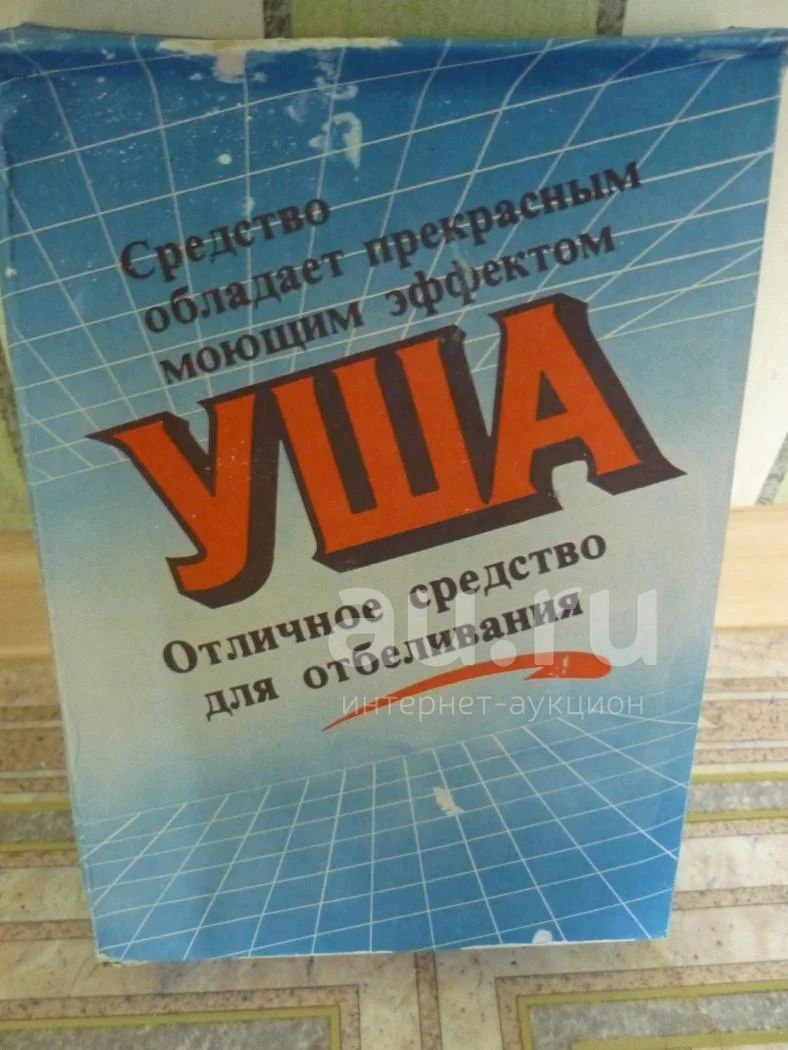 Средство
обладает прекрасным
моющим эффектом
УША
Отличное средство
для отбеливания
au.ru
интернет-аукцион